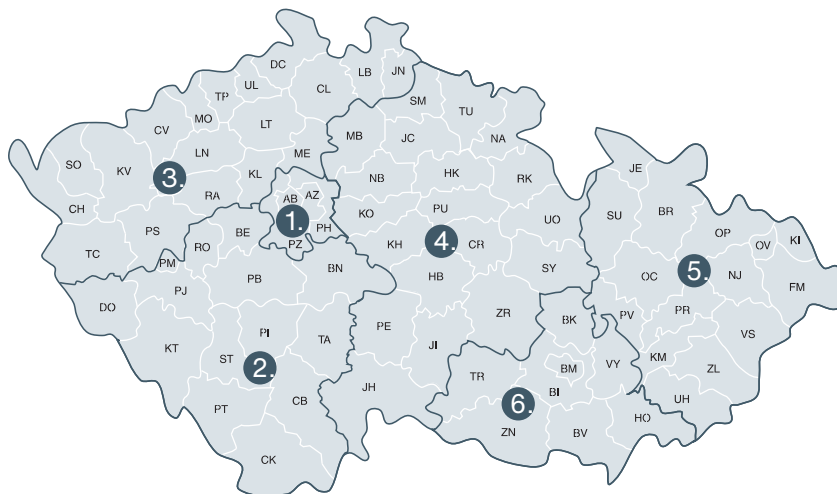 DC
LB
JN
UL
CL
TP
SM
TU
MO
CV
LT
MB
JC
NA
LN
ME
SO
KV
3.
KL
NB
HK
RK
JE
RA
AB
AZ
CH
KO
PU
SU
BR
UO
PS
1.
PH
BE
RO
OP
KI
4.
CR
KH
PZ
OV
TC
PM
BN
SY
5.
OC
NJ
HB
PB
FM
PJ
DO
ZR
PV
PR
BK
PI
PE
TA
VS
KT
JI
ST
KM
VY
BM
2.
TR
ZL
JH
BI
CB
UH
6.
PT
HO
ZN
BV
CK